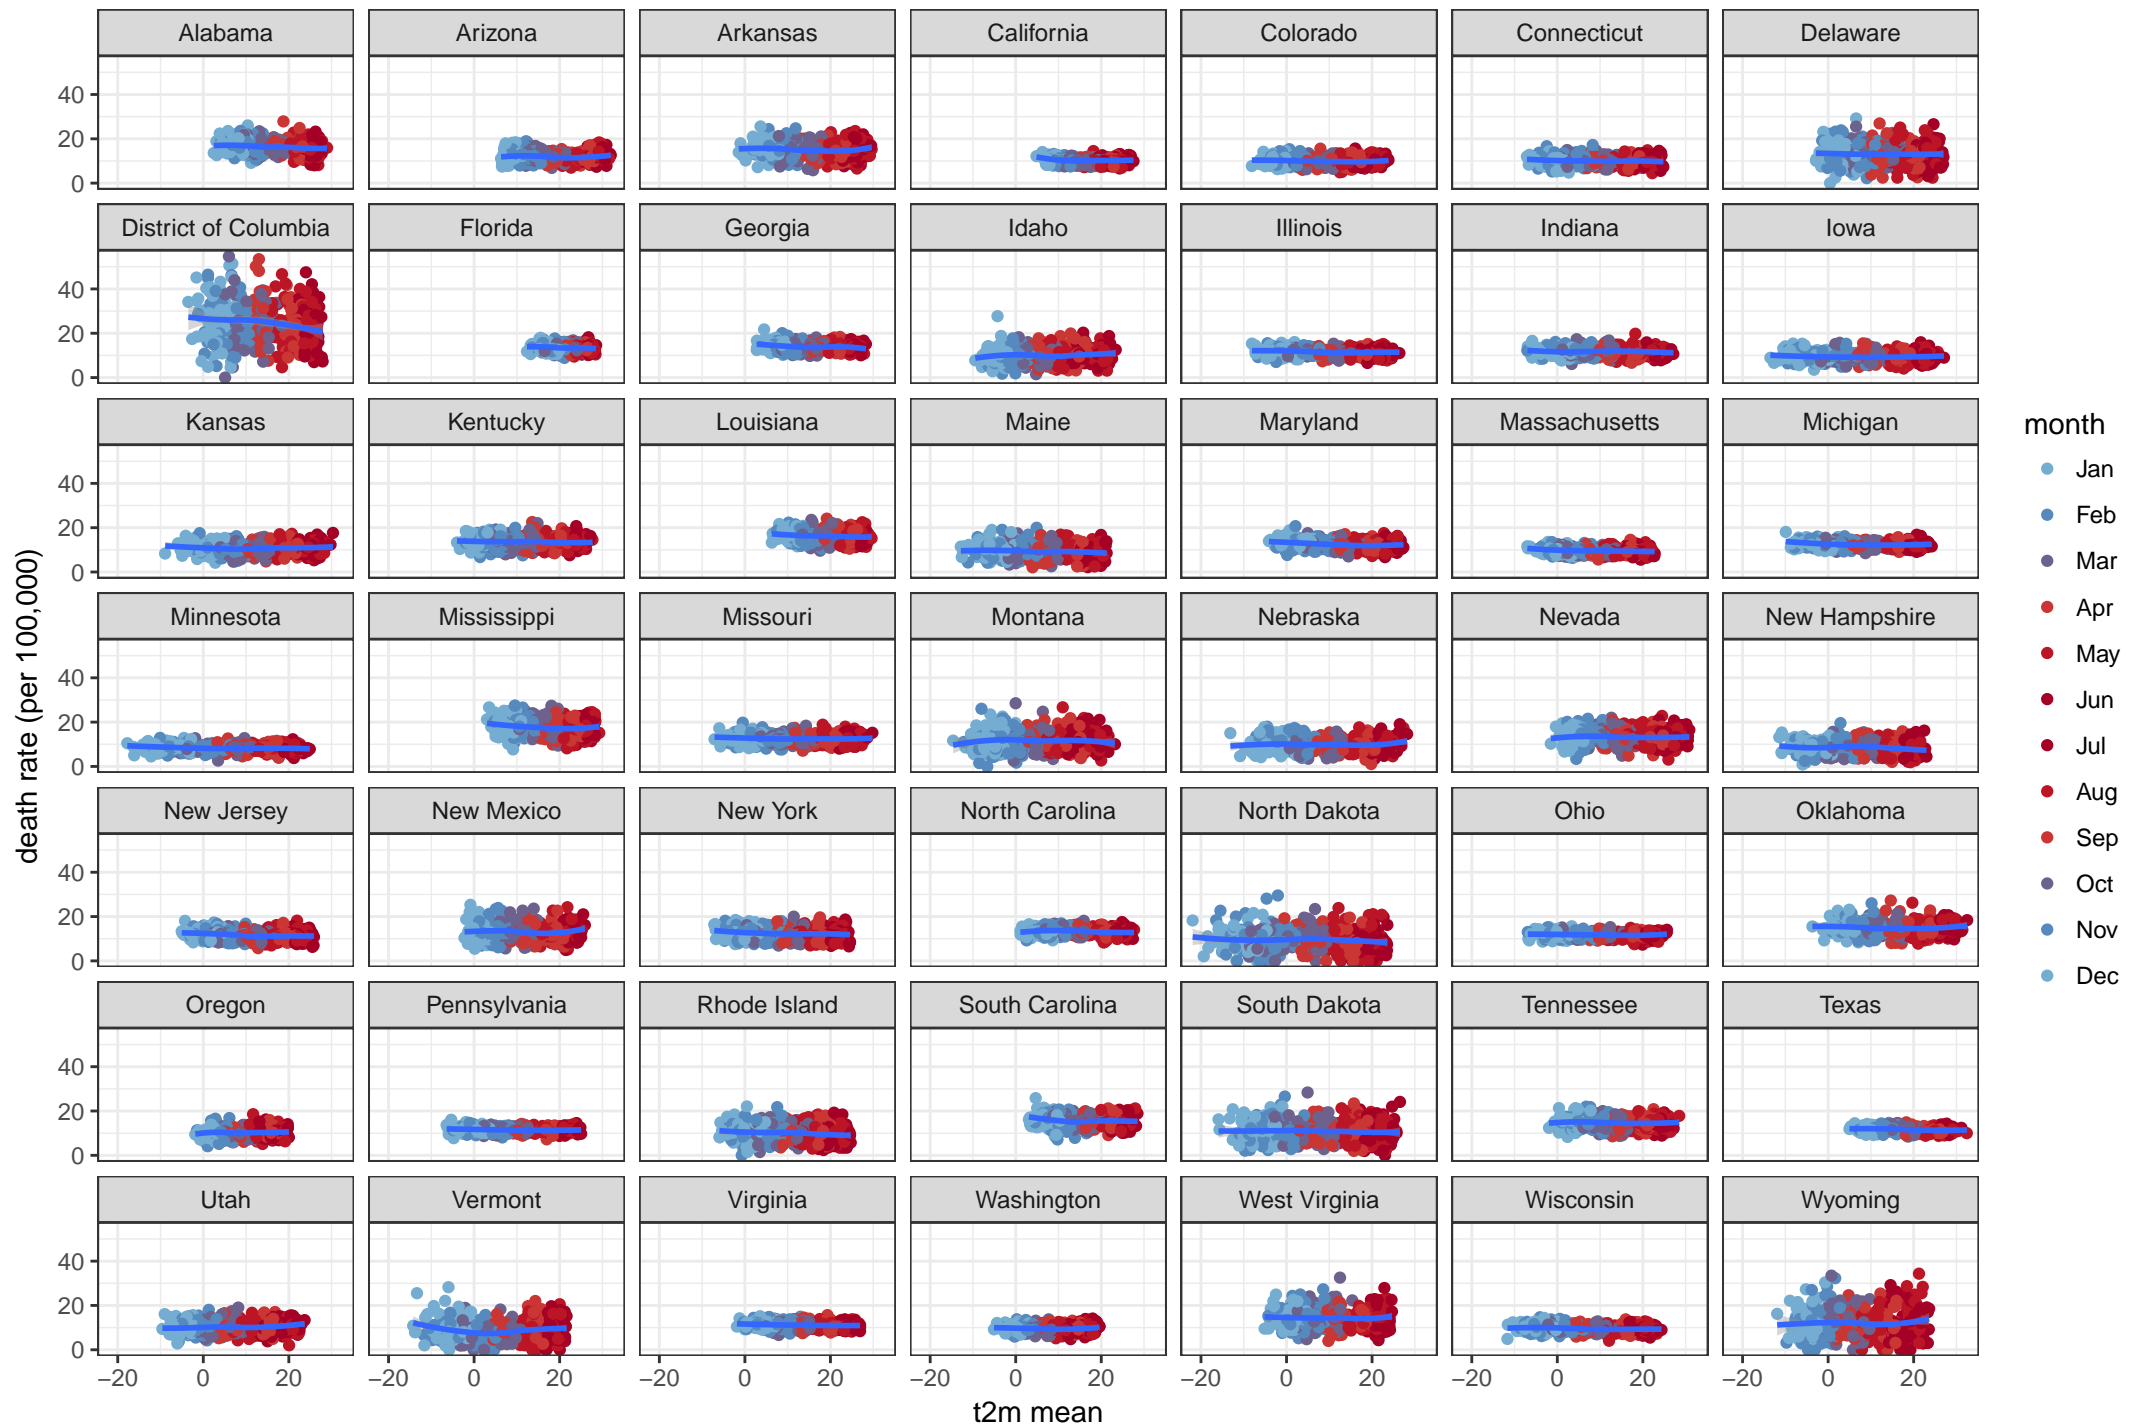 Alabama Arizona Arkansas California Colorado Connecticut Delaware
40
20
0
District of Columbia Florida Georgia Idaho Illinois Indiana Iowa
40
20
0
Kansas Kentucky Louisiana Maine Maryland Massachusetts Michigan
40
20
0
Minnesota Mississippi Missouri Montana Nebraska Nevada New Hampshire
40
20
0
New Jersey New Mexico New York North Carolina North Dakota Ohio Oklahoma
40
20
0
Oregon Pennsylvania Rhode Island South Carolina South Dakota Tennessee Texas
40
20
0
Utah Vermont Virginia Washington West Virginia Wisconsin Wyoming
40
20
0
−20 0 20 −20 0 20 −20 0 20 −20 0 20 −20 0 20 −20 0 20 −20 0 20
t2m mean
death rate (per 100,000)
month
Jan
Feb
Mar
Apr
May
Jun
Jul
Aug
Sep
Oct
Nov
Dec